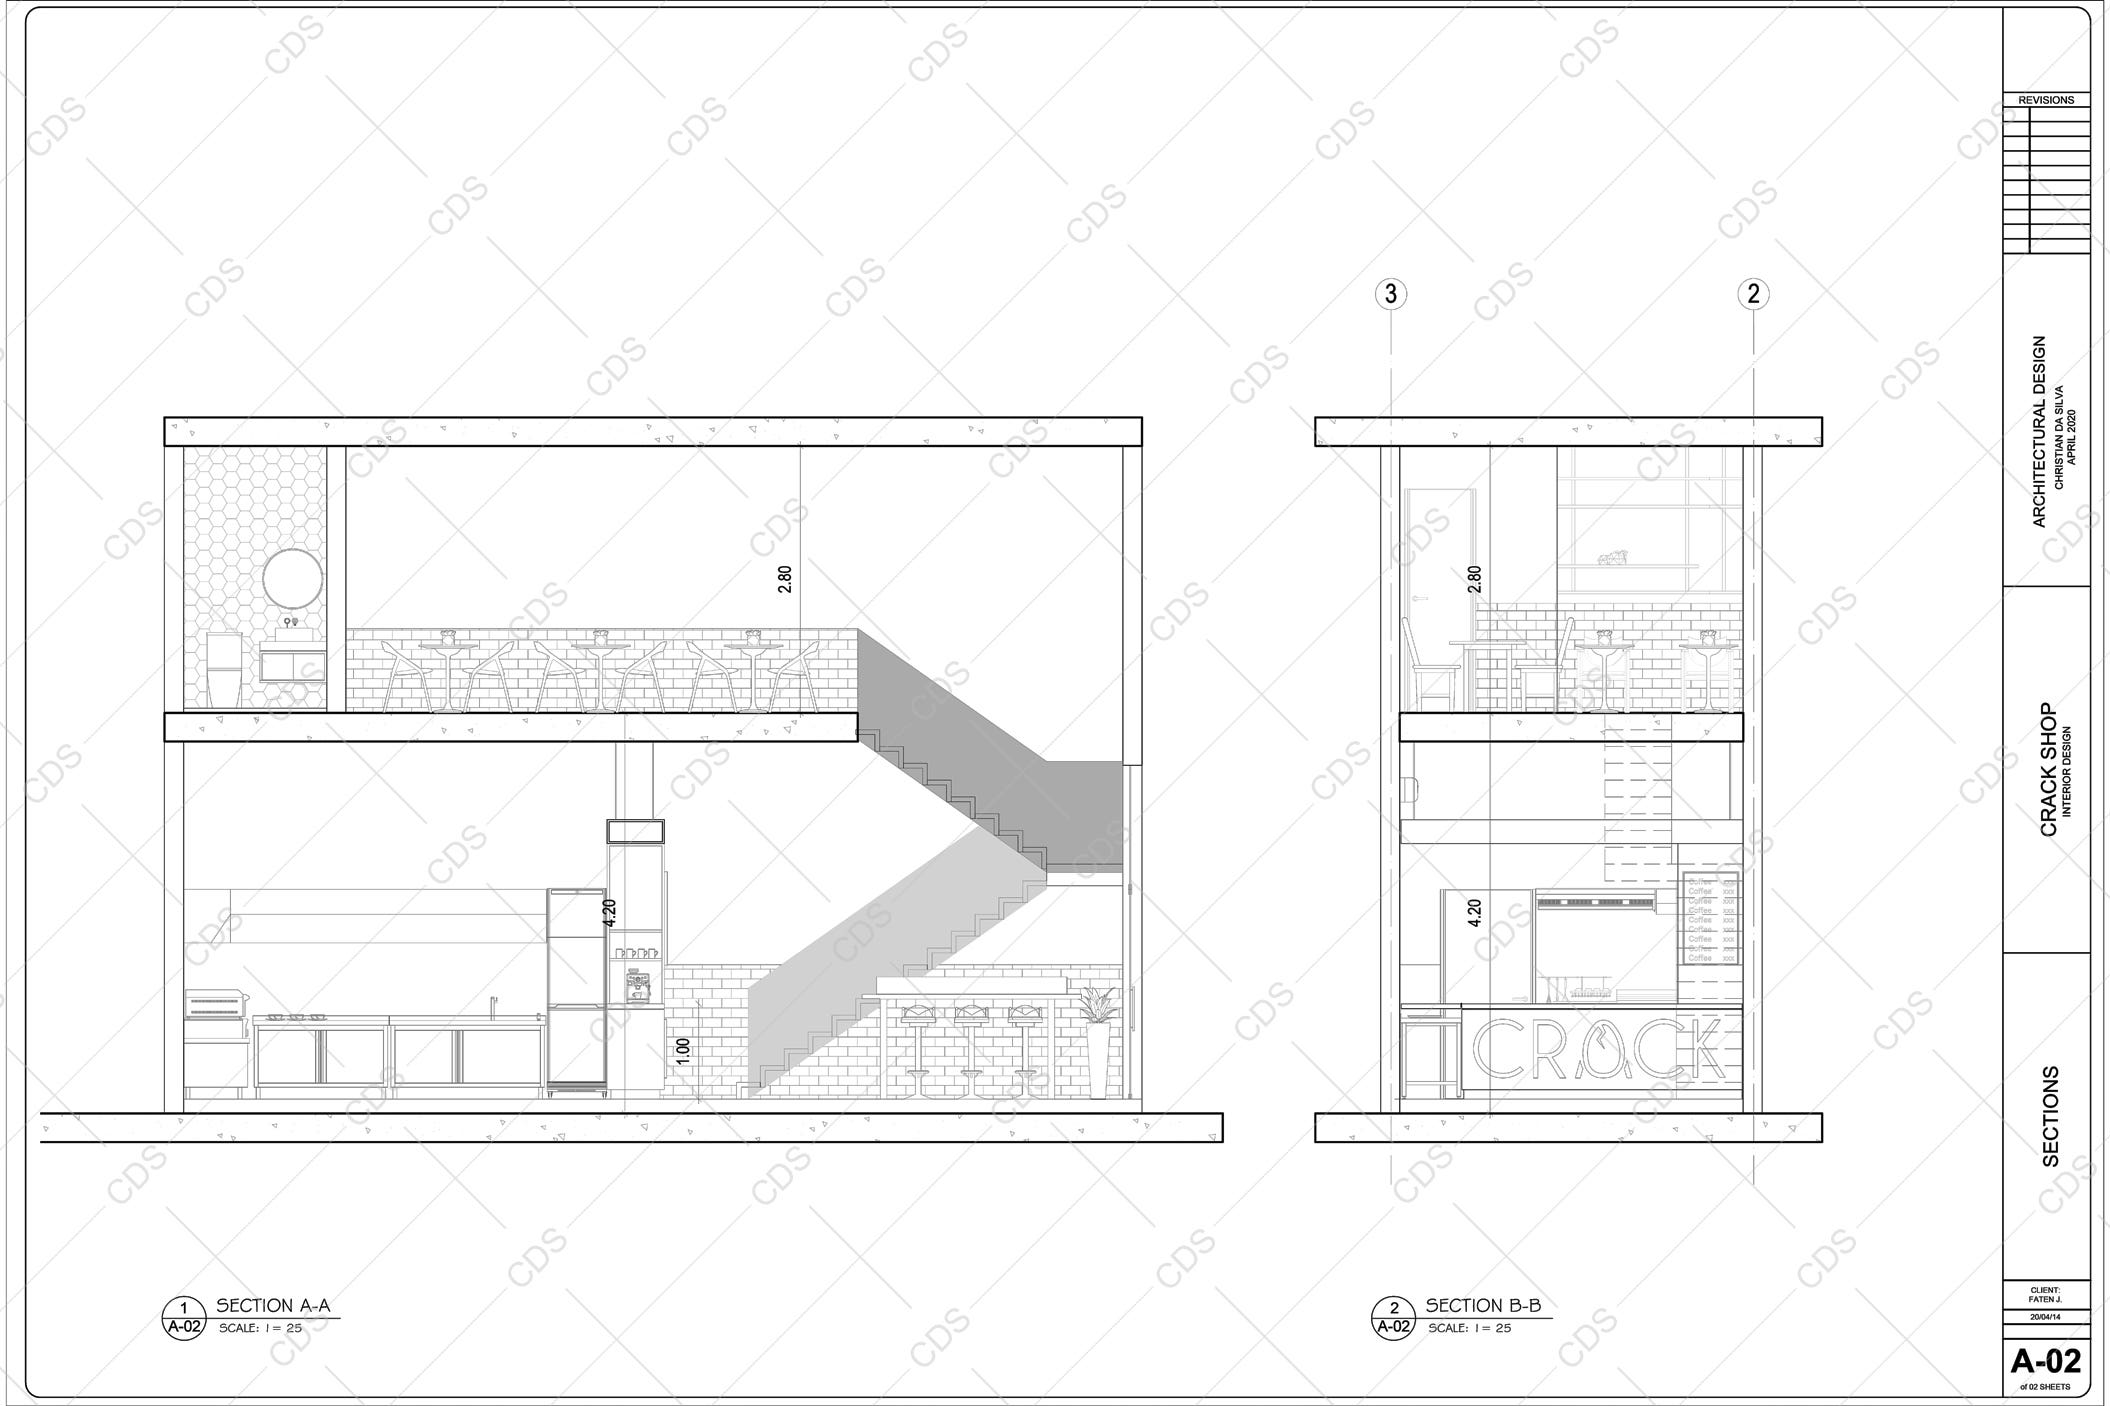 3
2
2.80
4.20
1.00
1
A-02
SECTION A-A
SCALE: 1 = 25
2.80
4.20
Coffee xxx
Coffee xxx
Coffee xxx
Coffee xxx
Coffee xxx
Coffee xxx
Coffee xxx
Coffee xxx
Coffee xxx
CRACK
2
A-02
SECTION B-B
SCALE: 1 = 25
REVISIONS
ARCHITECTURAL DESIGN
CHRISTIAN DA SILVA
APRIL 2020
CRACK SHOP
INTERIOR DESIGN
SECTIONS
CLIENT:
FATEN J.
20/04/14
A-02
of 02 SHEETS
CDS